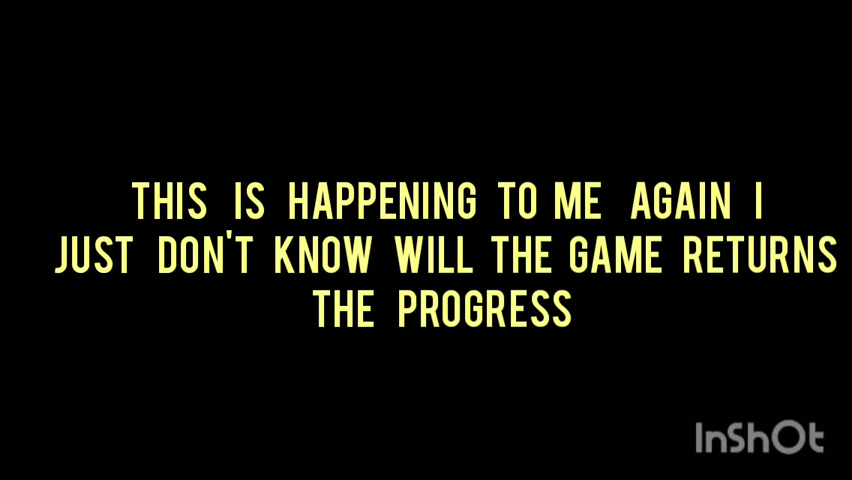 THIS IS HAPPENING TO ME AGAIN I
JUST DON'T KNOW WILL THE GAME RETURNS
THE PROGRESS
InShOt